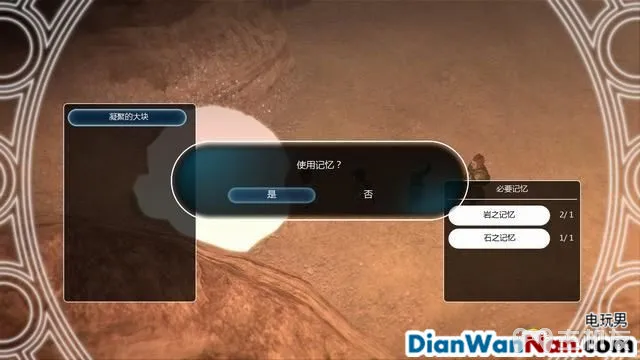 凝聚的大块
使用记忆？
是
否
必要记忆
岩之记忆 2/1
石之记忆 1/1
电玩男
DianWanNan.com